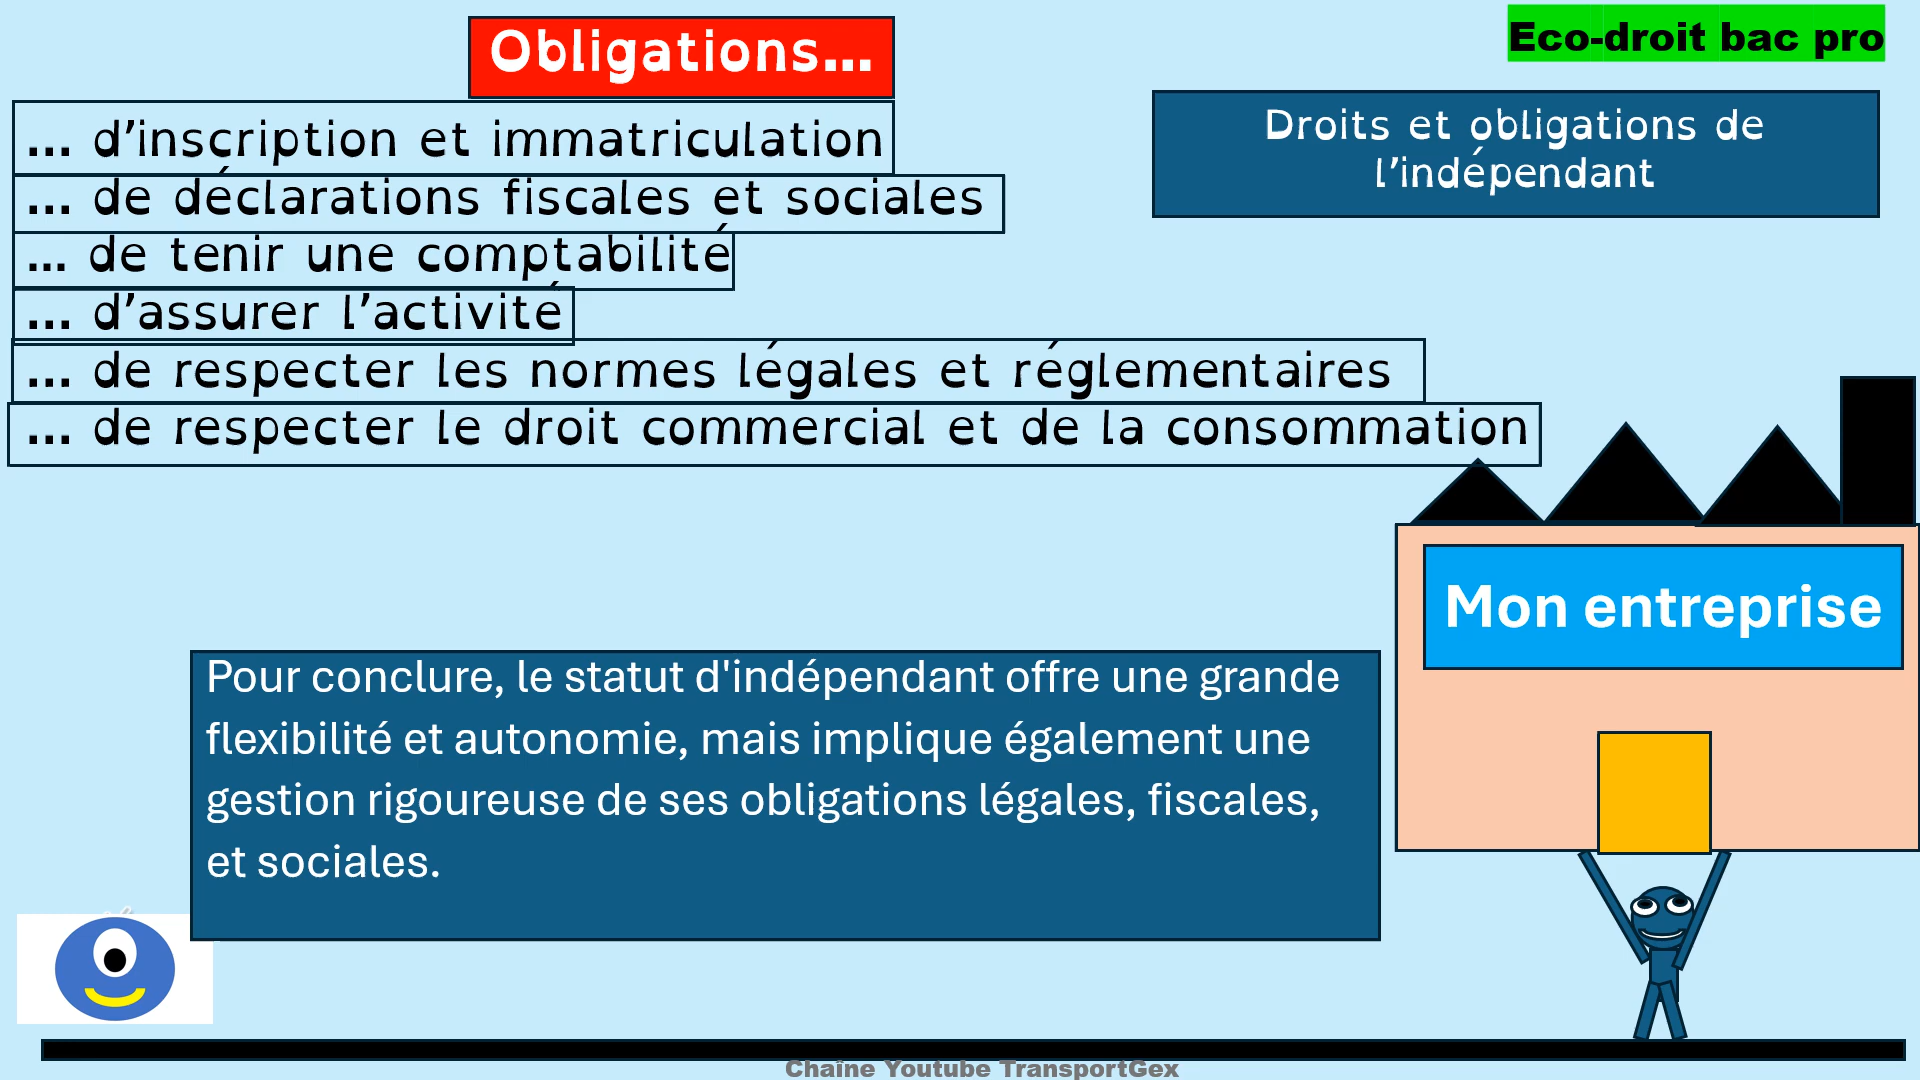 Obligations...
Eco-droit bac pro
... d’inscription et immatriculation
... de déclarations fiscales et sociales
... de tenir une comptabilité
... d’assurer l’activité
... de respecter les normes légales et réglementaires
... de respecter le droit commercial et de la consommation
Droits et obligations de
l’indépendant
Mon entreprise
Pour conclure, le statut d'indépendant offre une grande
flexibilité et autonomie, mais implique également une
gestion rigoureuse de ses obligations légales, fiscales,
et sociales.
Chaîne Youtube TransportGex